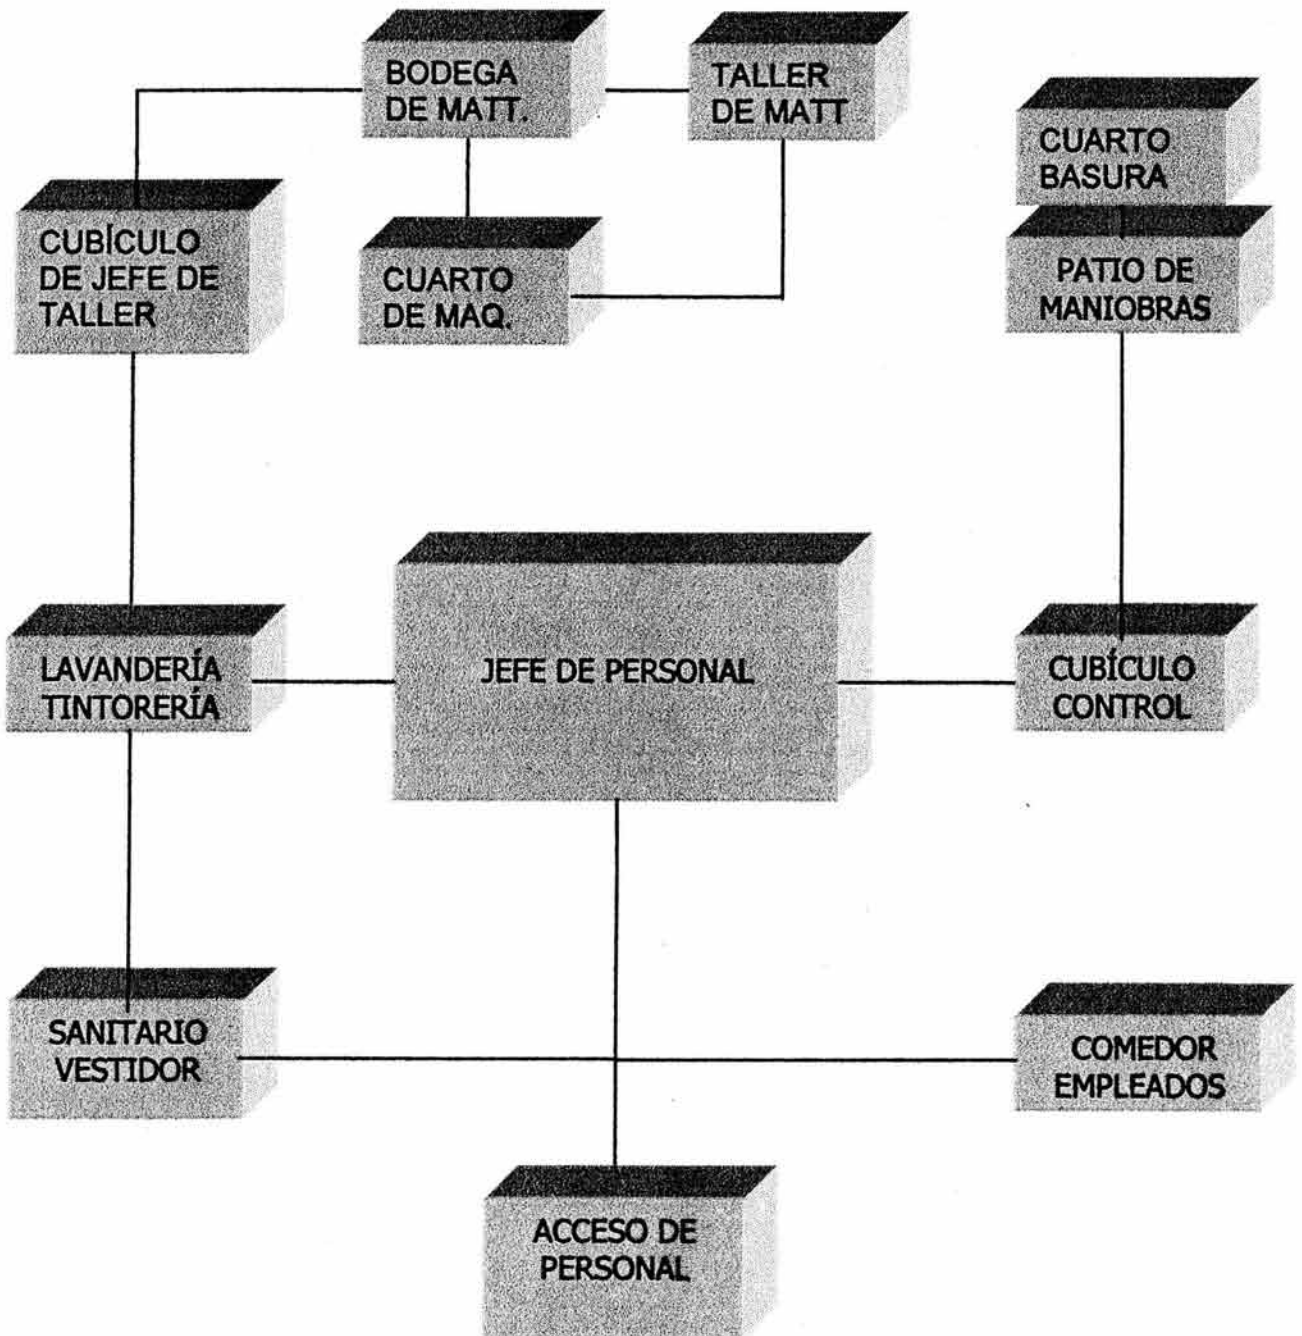 BODEGA
DE MATT.
TALLER
DE MATT
CUARTO
BASURA
CUBÍCULO
DE JEFE DE
TALLER
CUARTO
DE MAQ.
PATIO DE
MANIOBRAS
LAVANDERÍA
TINTORERÍA
JEFE DE PERSONAL
CUBÍCULO
CONTROL
SANITARIO
VESTIDOR
COMEDOR
EMPLEADOS
ACCESO DE
PERSONAL